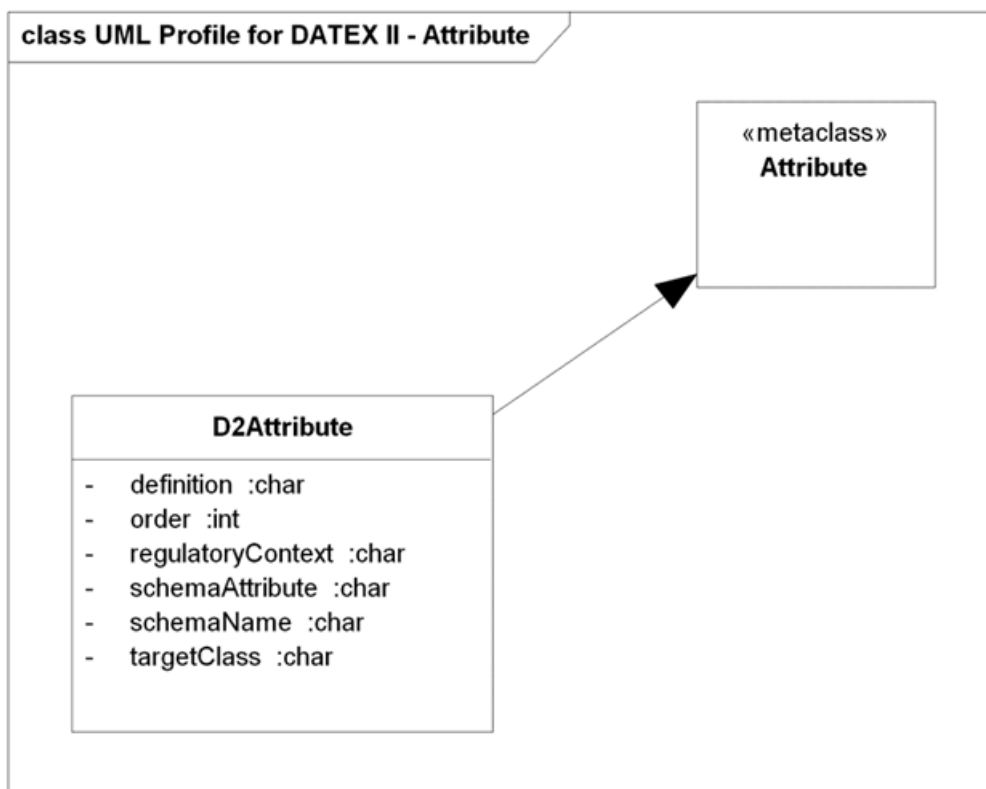 class UML Profile for DATEX II - Attribute
«metaclass»
Attribute
D2Attribute
- definition :char
- order :int
- regulatoryContext :char
- schemaAttribute :char
- schemaName :char
- targetClass :char